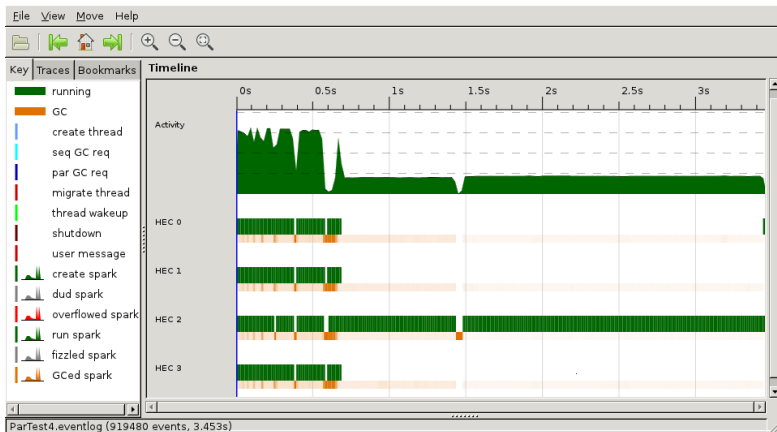 File View Move Help
Key Traces Bookmarks
running
GC
create thread
seq GC req
par GC req
migrate thread
thread wakeup
shutdown
user message
create spark
dud spark
overflowed spark
run spark
fizzled spark
GCed spark
Timeline
0s 0.5s 1s 1.5s 2s 2.5s 3s
Activity
HEC 0
HEC 1
HEC 2
HEC 3
ParTest4.eventlog (919480 events, 3.453s)